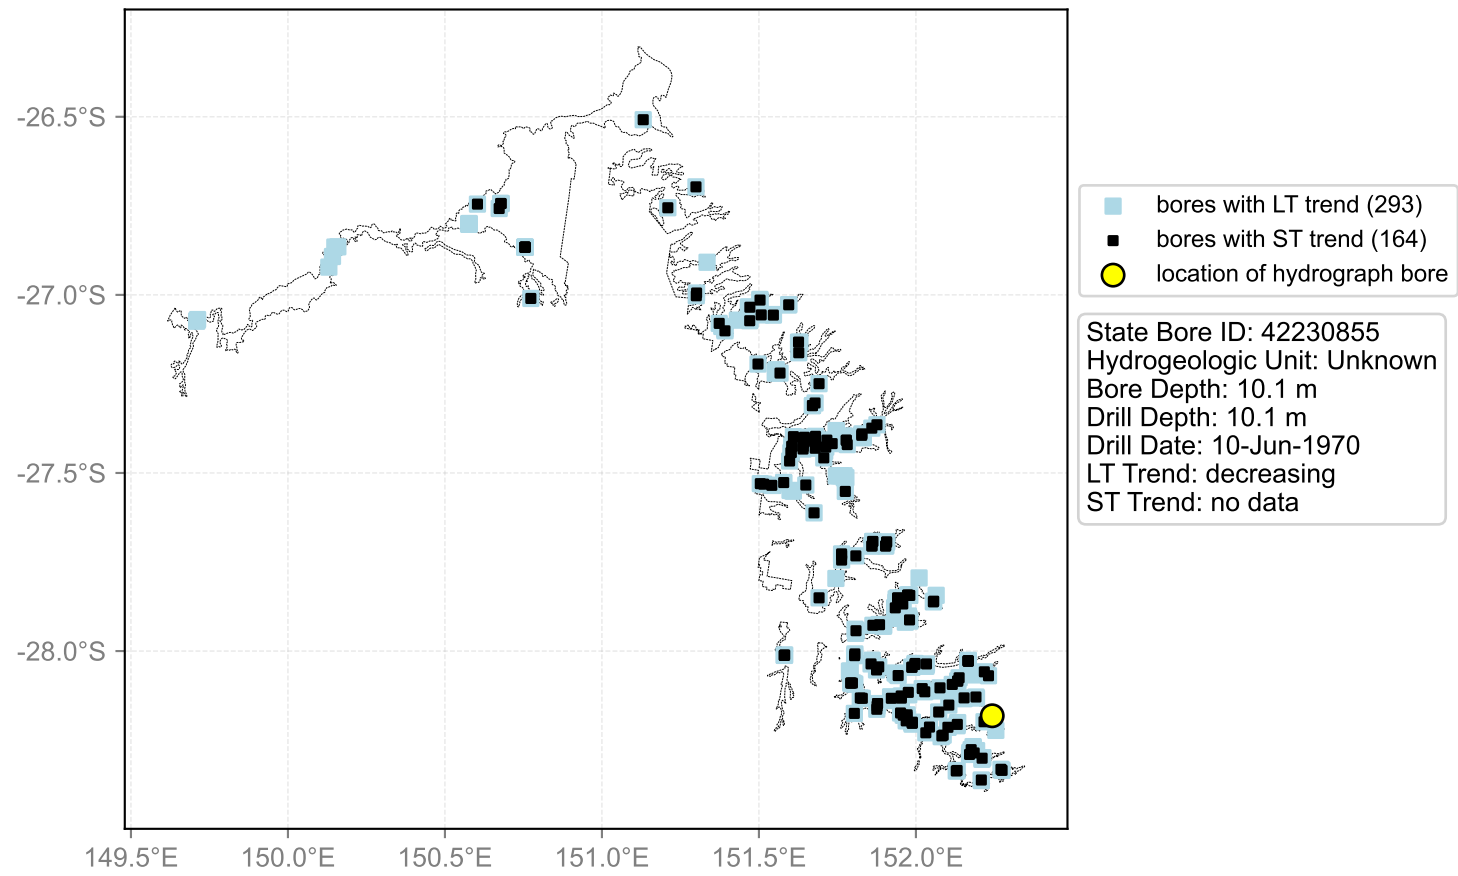 -26.5°S
-27.0°S
-27.5°S
-28.0°S
149.5°E
150.0°E
150.5°E
151.0°E
151.5°E
152.0°E
bores with LT trend (293)
bores with ST trend (164)
location of hydrograph bore
State Bore ID: 42230855
Hydrogeologic Unit: Unknown
Bore Depth: 10.1 m
Drill Depth: 10.1 m
Drill Date: 10-Jun-1970
LT Trend: decreasing
ST Trend: no data